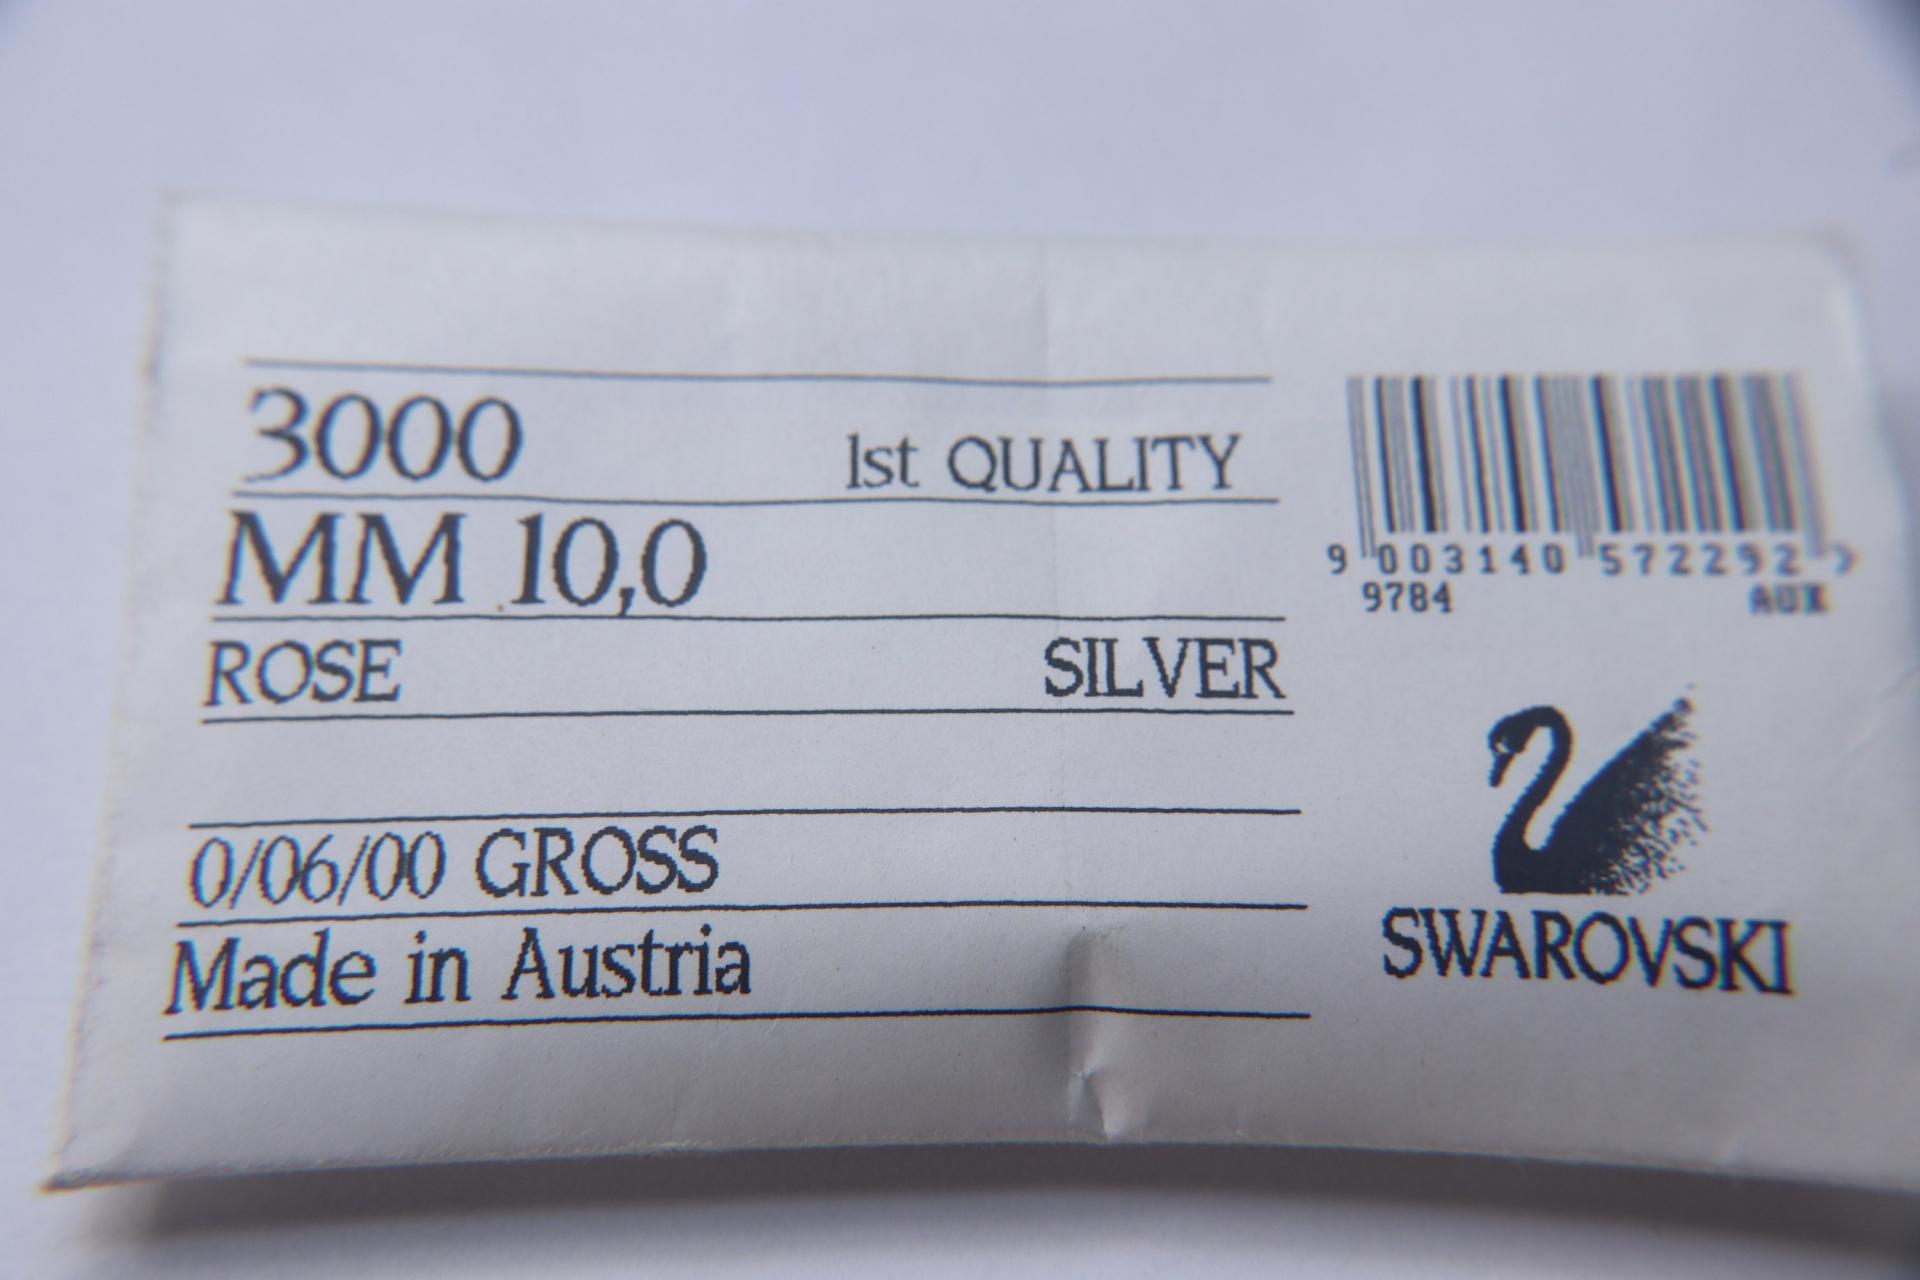 3000 1st QUALITY
MM 10,0
ROSE SILVER
0/06/00 GROSS
Made in Austria
9 003140 572292 >
9784 AUX
SWAROVSKI